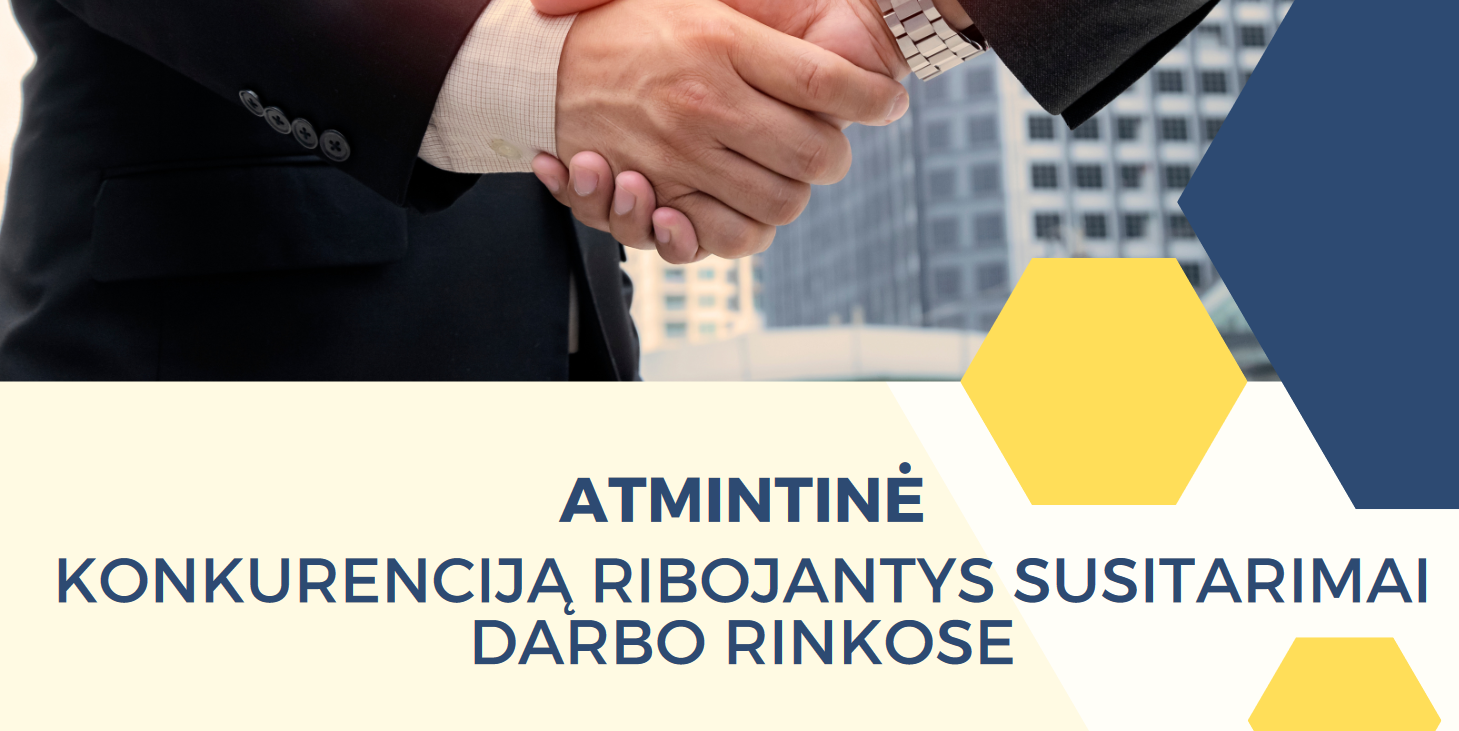 ATMINTINĖ
KONKURENCIJĄ RIBOJANTYS SUSITARIMAI
DARBO RINKOSE